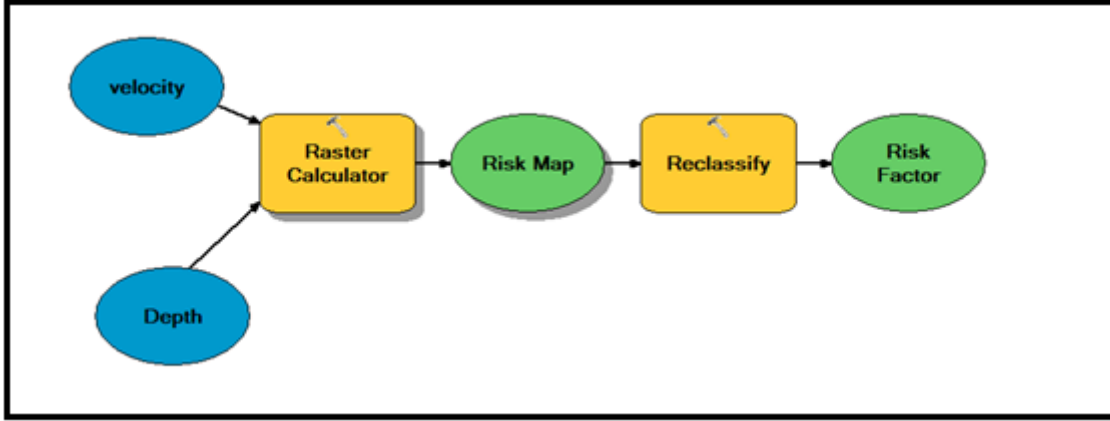 velocity
Raster
Calculator
Risk Map
Reclassify
Risk
Factor
Depth